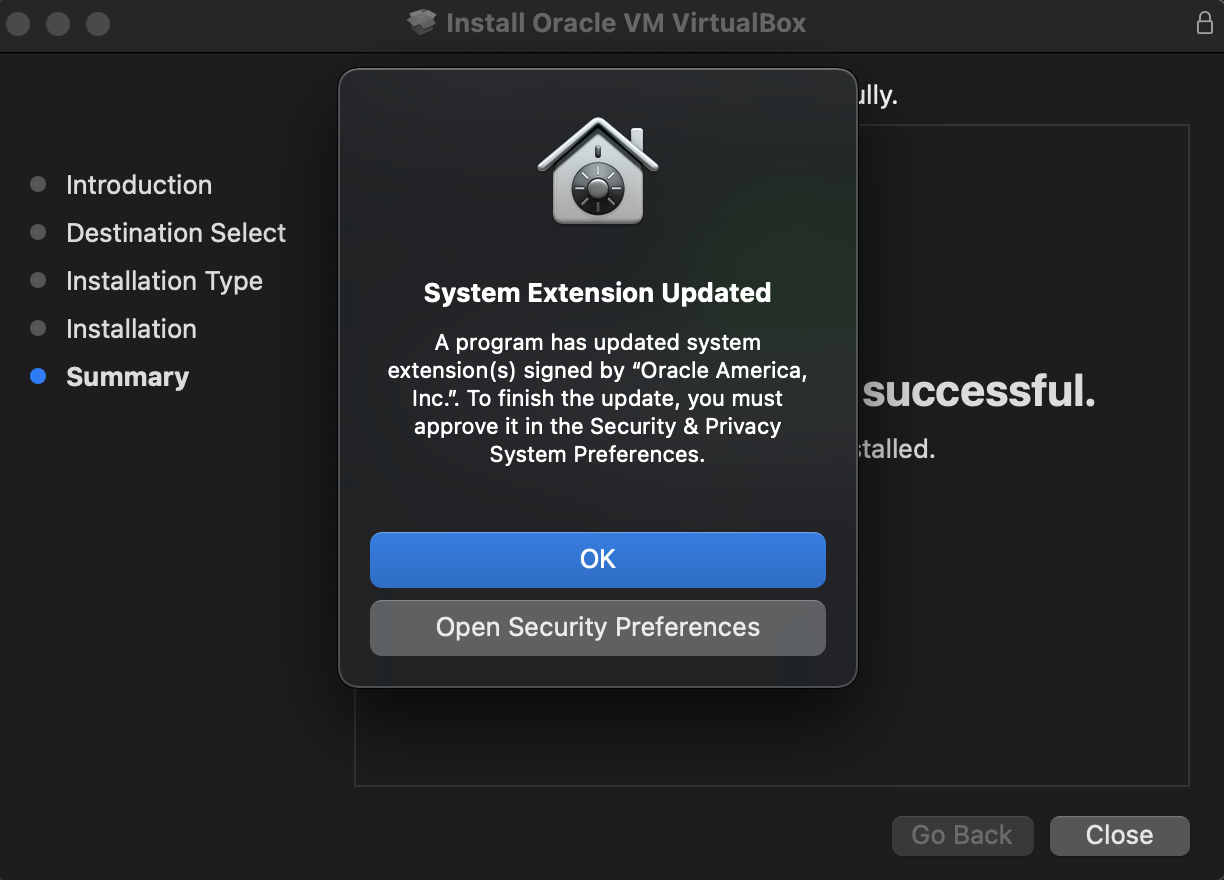 Install Oracle VM VirtualBox
Introduction
Destination Select
Installation Type
Installation
Summary
System Extension Updated
A program has updated system
extension(s) signed by “Oracle America,
Inc.”. To finish the update, you must
approve it in the Security & Privacy
System Preferences.
OK
Open Security Preferences
successful.
Go Back
Close